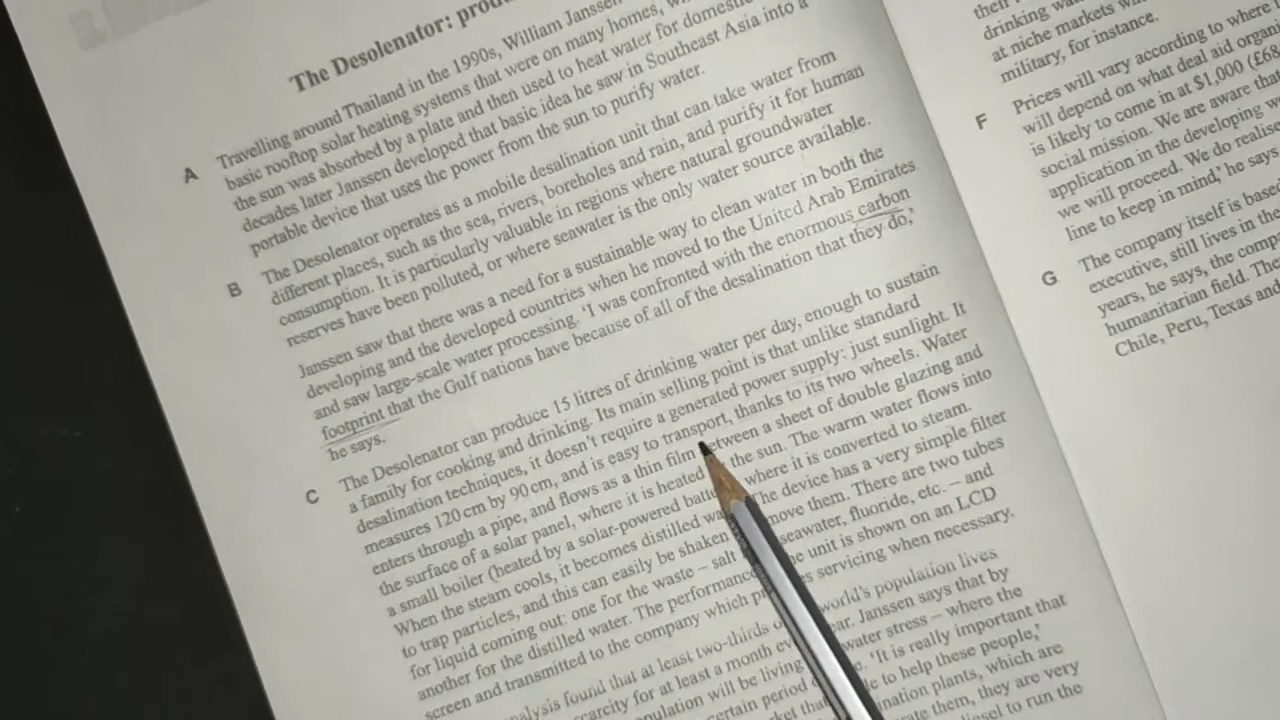 The Desolenator:
Travelling around Thailand in the 1990s, William Janssen
basic rooftop solar heating systems that were on many homes,
the sun was absorbed by a plate and then used to heat water for domestic
decades later Janssen developed that basic idea he saw in Southeast Asia into a
portable device that uses the power from the sun to purify water.
A
The Desolenator operates as a mobile desalination unit that can take water from
different places, such as the sea, rivers, boreholes and rain, and purify it for human
consumption. It is particularly valuable in regions where natural groundwater
reserves have been polluted, or where seawater is the only water source available.
B
Janssen saw that there was a need for a sustainable way to clean water in both the
developing and the developed countries when he moved to the United Arab Emirates
and saw large-scale water processing. 'I was confronted with the enormous carbon
footprint that the Gulf nations have because of all of the desalination that they do,'
he says.
C
The Desolenator can produce 15 litres of drinking water per day, enough to sustain
a family for cooking and drinking. Its main selling point is that unlike standard
desalination techniques, it doesn't require a generated power supply: just sunlight. It
measures 120 cm by 90 cm, and is easy to transport, thanks to its two wheels. Water
enters through a pipe, and flows as a thin film between a sheet of double glazing and
the surface of a solar panel, where it is heated the sun. The warm water flows into
a small boiler (heated by a solar-powered where it is converted to steam.
When the steam cools, it becomes distilled The device has a very simple filter
to trap particles, and this can easily be shaken move them. There are two tubes
for liquid coming out: one for the waste – salt seawater, fluoride, etc. – and
another for the distilled water. The performance unit is shown on an LCD
screen and transmitted to the company which servicing when necessary.
found that at least two-thirds world's population lives
scarcity for at least a month Janssen says that by
will be living water stress – where the
certain period 'It is really important that
to help these people,'
plants, which are
them, they are very
to run the
their
drinking
at niche markets
military, for instance.
F
Prices will vary according to where
will depend on what deal aid
is likely to come in at $1,000
social mission. We are aware
application in the developing
we will proceed. We do
line to keep in mind,' he says
G
The company itself is
executive, still lives in the
years, he says, the
humanitarian field.
Chile, Peru, Texas and